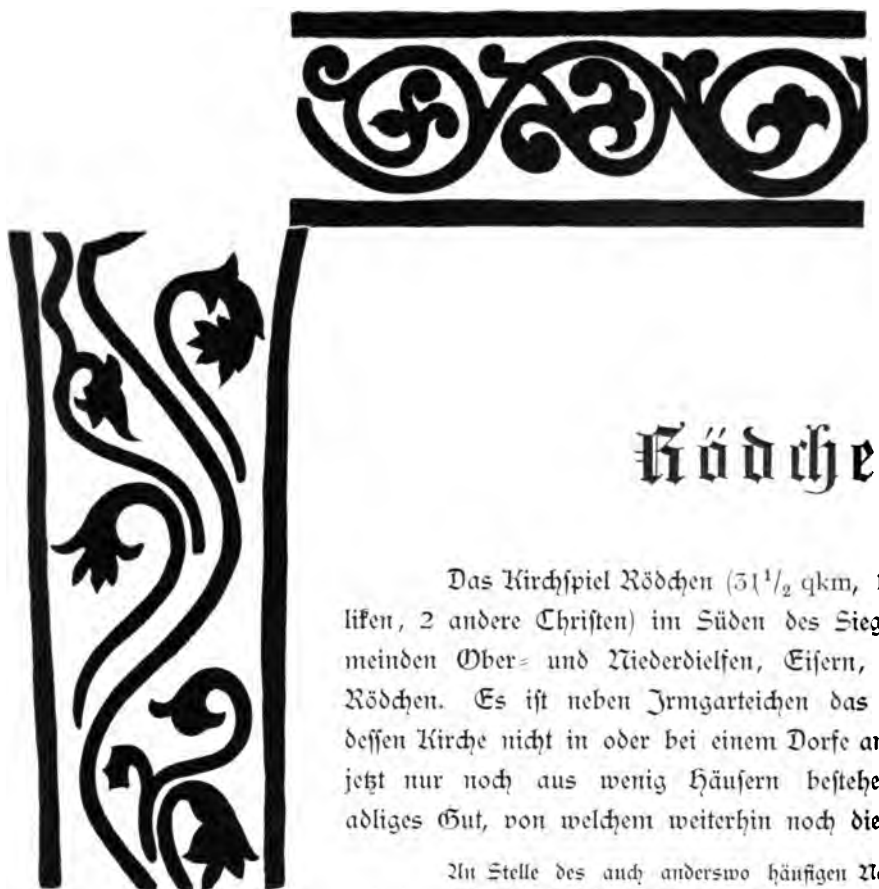 Rödche
Das Kirchſpiel Rödchen (31 1/2 qkm,
liken, 2 andere Chriſten) im Süden des Sieg
meinden Ober- und Niederdielfen, Eiſern,
Rödchen. Es iſt neben Irmgarteichen das
deſſen Kirche nicht in oder bei einem Dorfe
jetzt nur noch aus wenig Häuſern beſtehe
adliges Gut, von welchem weiterhin noch die
An Stelle des auch anderswo häufigen